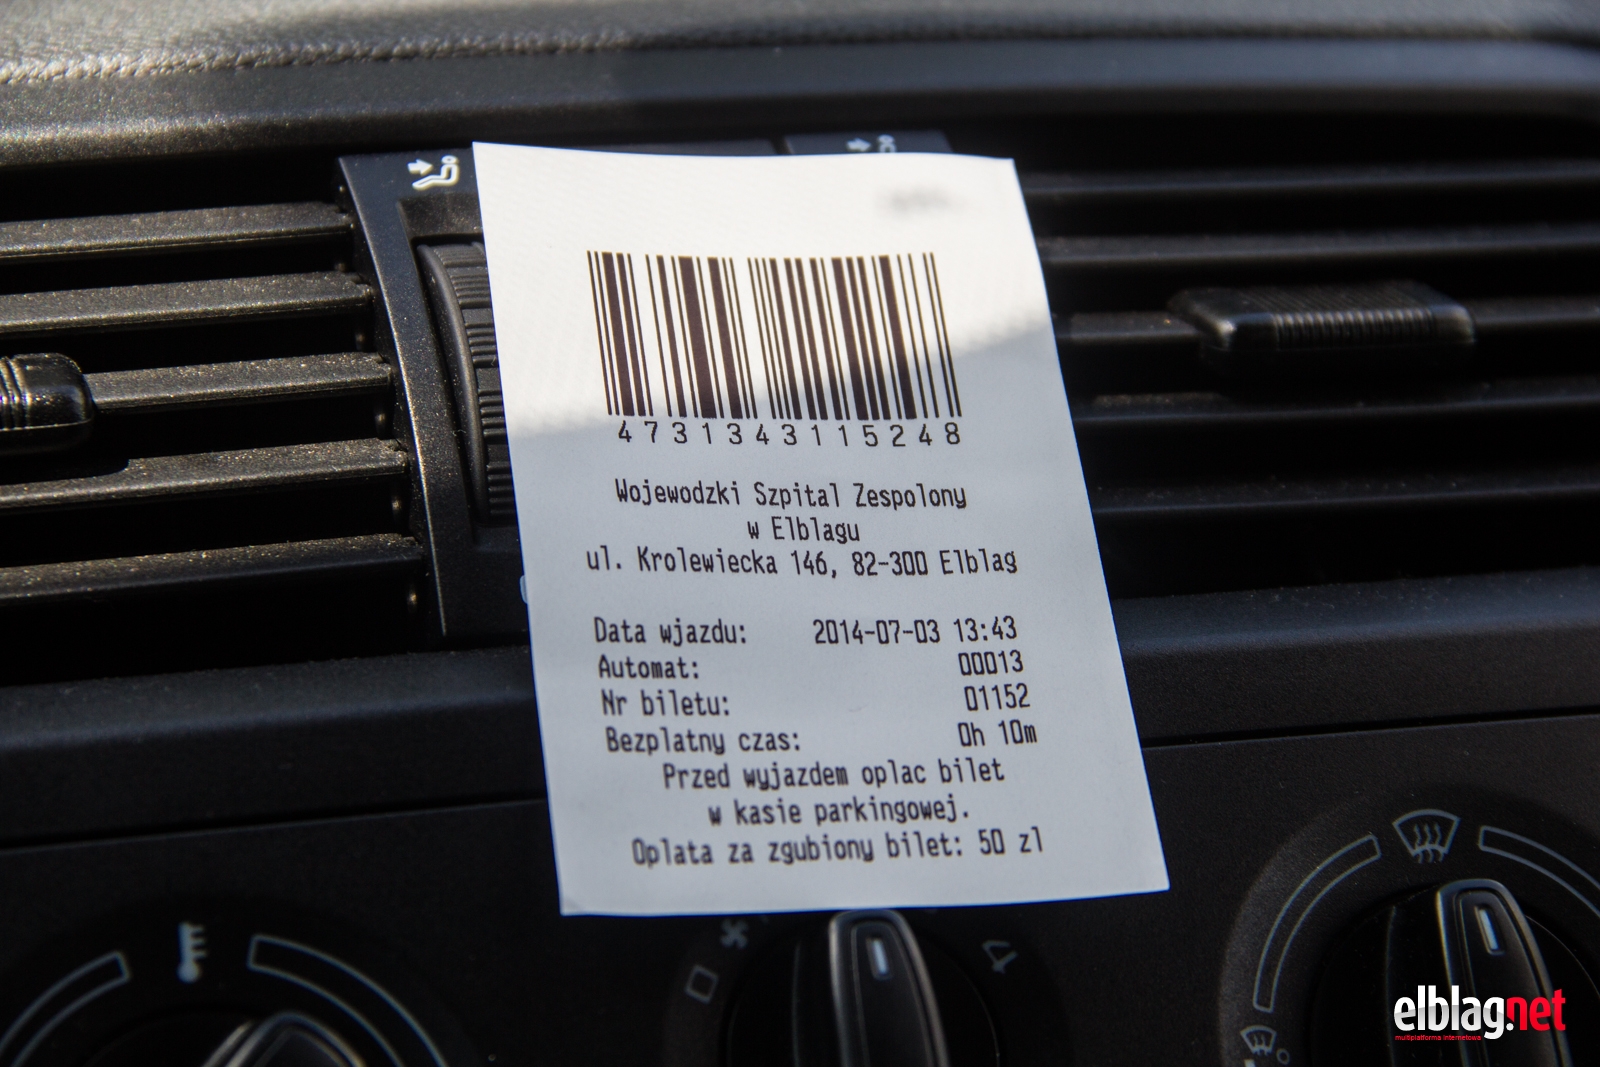 4731343115248
Wojewodzki Szpital Zespolony
w Elblagu
ul. Krolewiecka 146, 82-300 Elblag
Data wjazdu: 2014-07-03 13:43
Automat: 00013
Nr biletu: 01152
Bezplatny czas: 0h 10m
Przed wyjazdem oplac bilet
w kasie parkingowej.
Oplata za zgubiony bilet: 50 zl
elblag.net
multiplatforma internetowa